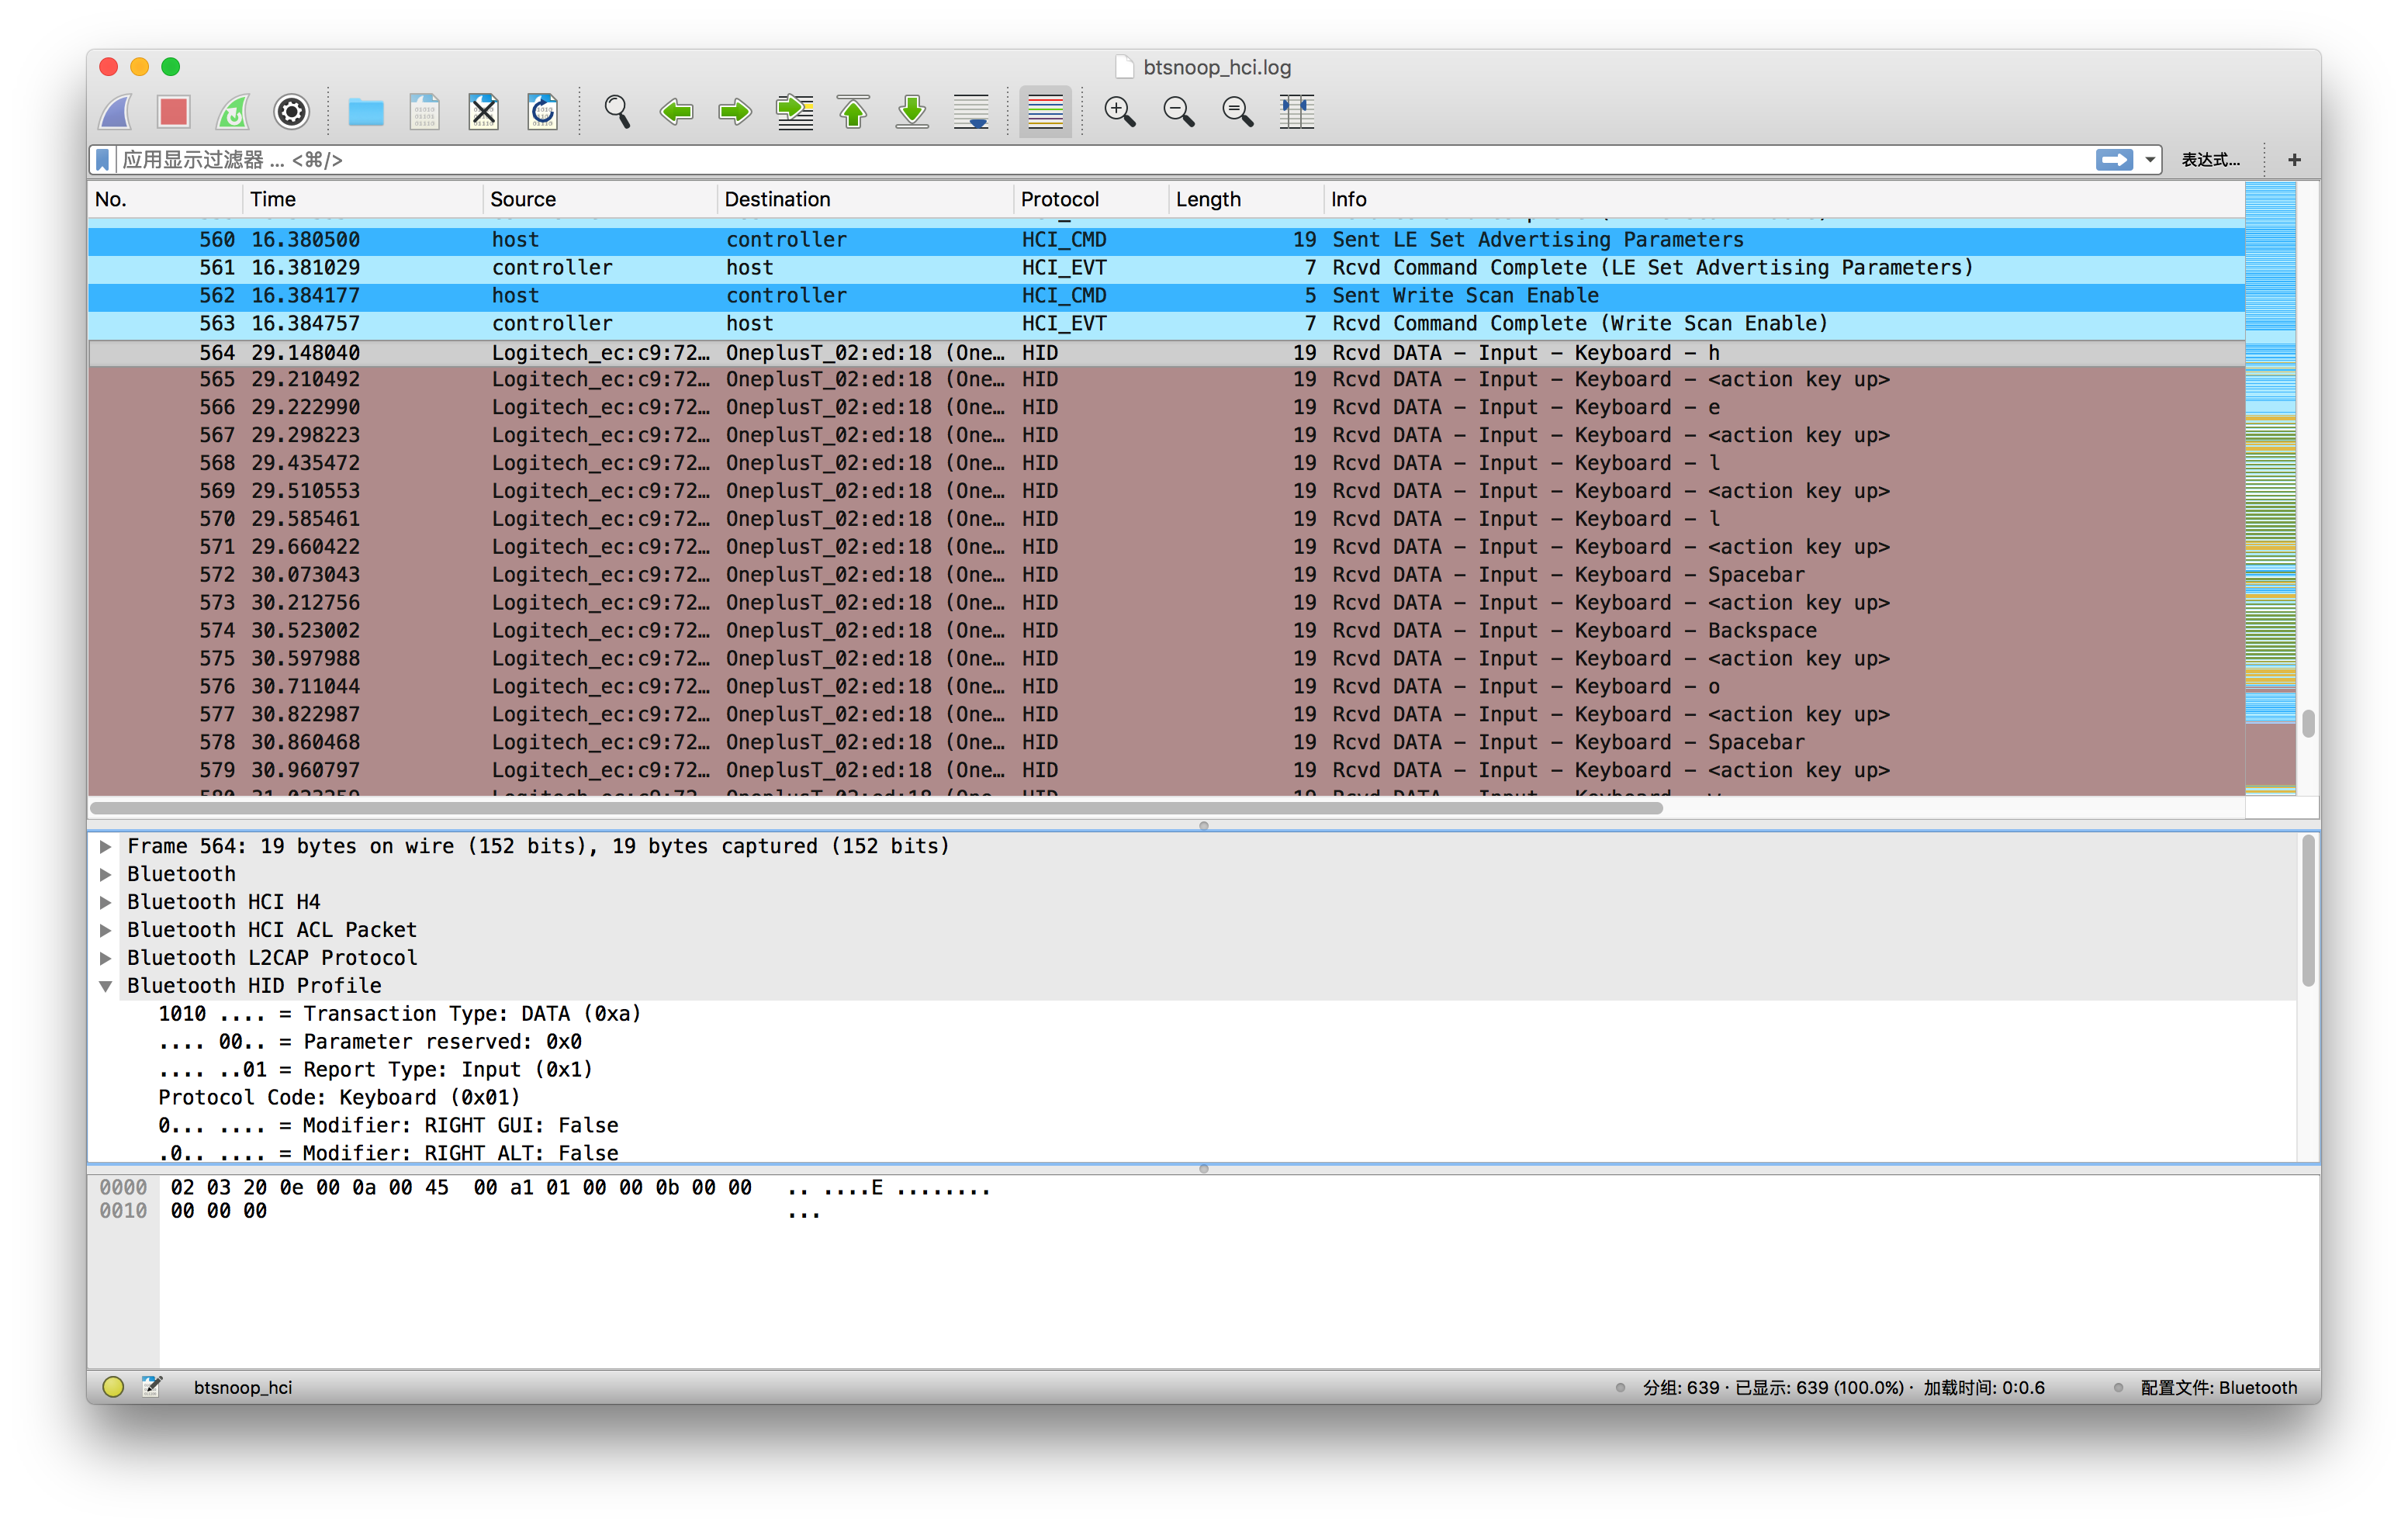 btsnoop_hci.log
应用显示过滤器 ... <⌘/>
表达式...
+
No. Time Source Destination Protocol Length Info
560 16.380500 host controller HCI_CMD 19 Sent LE Set Advertising Parameters
561 16.381029 controller host HCI_EVT 7 Rcvd Command Complete (LE Set Advertising Parameters)
562 16.384177 host controller HCI_CMD 5 Sent Write Scan Enable
563 16.384757 controller host HCI_EVT 7 Rcvd Command Complete (Write Scan Enable)
564 29.148040 Logitech_ec:c9:72… OneplusT_02:ed:18 (One… HID 19 Rcvd DATA – Input – Keyboard – h
565 29.210492 Logitech_ec:c9:72… OneplusT_02:ed:18 (One… HID 19 Rcvd DATA – Input – Keyboard – <action key up>
566 29.222990 Logitech_ec:c9:72… OneplusT_02:ed:18 (One… HID 19 Rcvd DATA – Input – Keyboard – e
567 29.298223 Logitech_ec:c9:72… OneplusT_02:ed:18 (One… HID 19 Rcvd DATA – Input – Keyboard – <action key up>
568 29.435472 Logitech_ec:c9:72… OneplusT_02:ed:18 (One… HID 19 Rcvd DATA – Input – Keyboard – l
569 29.510553 Logitech_ec:c9:72… OneplusT_02:ed:18 (One… HID 19 Rcvd DATA – Input – Keyboard – <action key up>
570 29.585461 Logitech_ec:c9:72… OneplusT_02:ed:18 (One… HID 19 Rcvd DATA – Input – Keyboard – l
571 29.660422 Logitech_ec:c9:72… OneplusT_02:ed:18 (One… HID 19 Rcvd DATA – Input – Keyboard – <action key up>
572 30.073043 Logitech_ec:c9:72… OneplusT_02:ed:18 (One… HID 19 Rcvd DATA – Input – Keyboard – Spacebar
573 30.212756 Logitech_ec:c9:72… OneplusT_02:ed:18 (One… HID 19 Rcvd DATA – Input – Keyboard – <action key up>
574 30.523002 Logitech_ec:c9:72… OneplusT_02:ed:18 (One… HID 19 Rcvd DATA – Input – Keyboard – Backspace
575 30.597988 Logitech_ec:c9:72… OneplusT_02:ed:18 (One… HID 19 Rcvd DATA – Input – Keyboard – <action key up>
576 30.711044 Logitech_ec:c9:72… OneplusT_02:ed:18 (One… HID 19 Rcvd DATA – Input – Keyboard – o
577 30.822987 Logitech_ec:c9:72… OneplusT_02:ed:18 (One… HID 19 Rcvd DATA – Input – Keyboard – <action key up>
578 30.860468 Logitech_ec:c9:72… OneplusT_02:ed:18 (One… HID 19 Rcvd DATA – Input – Keyboard – Spacebar
579 30.960797 Logitech_ec:c9:72… OneplusT_02:ed:18 (One… HID 19 Rcvd DATA – Input – Keyboard – <action key up>
Frame 564: 19 bytes on wire (152 bits), 19 bytes captured (152 bits)
Bluetooth
Bluetooth HCI H4
Bluetooth HCI ACL Packet
Bluetooth L2CAP Protocol
Bluetooth HID Profile
1010 .... = Transaction Type: DATA (0xa)
.... 00.. = Parameter reserved: 0x0
.... ..01 = Report Type: Input (0x1)
Protocol Code: Keyboard (0x01)
0... .... = Modifier: RIGHT GUI: False
.0.. .... = Modifier: RIGHT ALT: False
0000 02 03 20 0e 00 0a 00 45 00 a1 01 00 00 0b 00 00 .. ....E ........
0010 00 00 00 ...
btsnoop_hci
分组: 639 · 已显示: 639 (100.0%) · 加载时间: 0:0.6
配置文件: Bluetooth